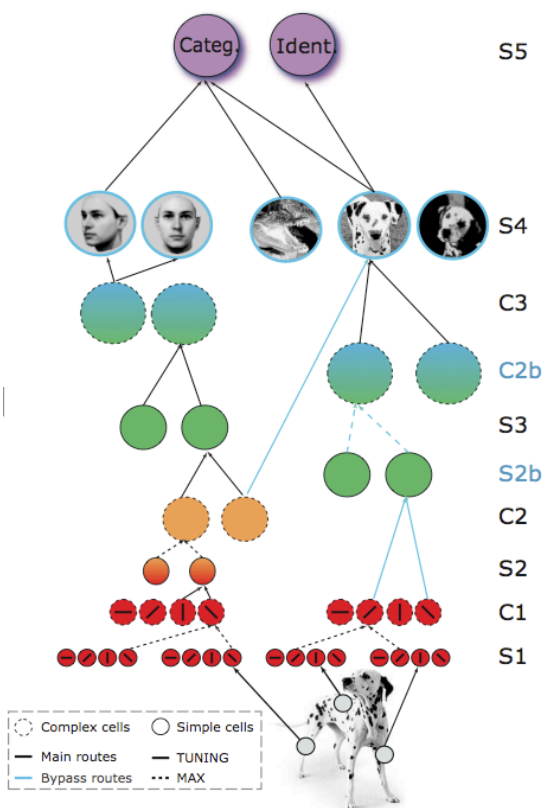 Categ.
Ident.
S5
S4
C3
C2b
S3
S2b
C2
S2
C1
S1
Complex cells
Simple cells
Main routes
TUNING
Bypass routes
MAX